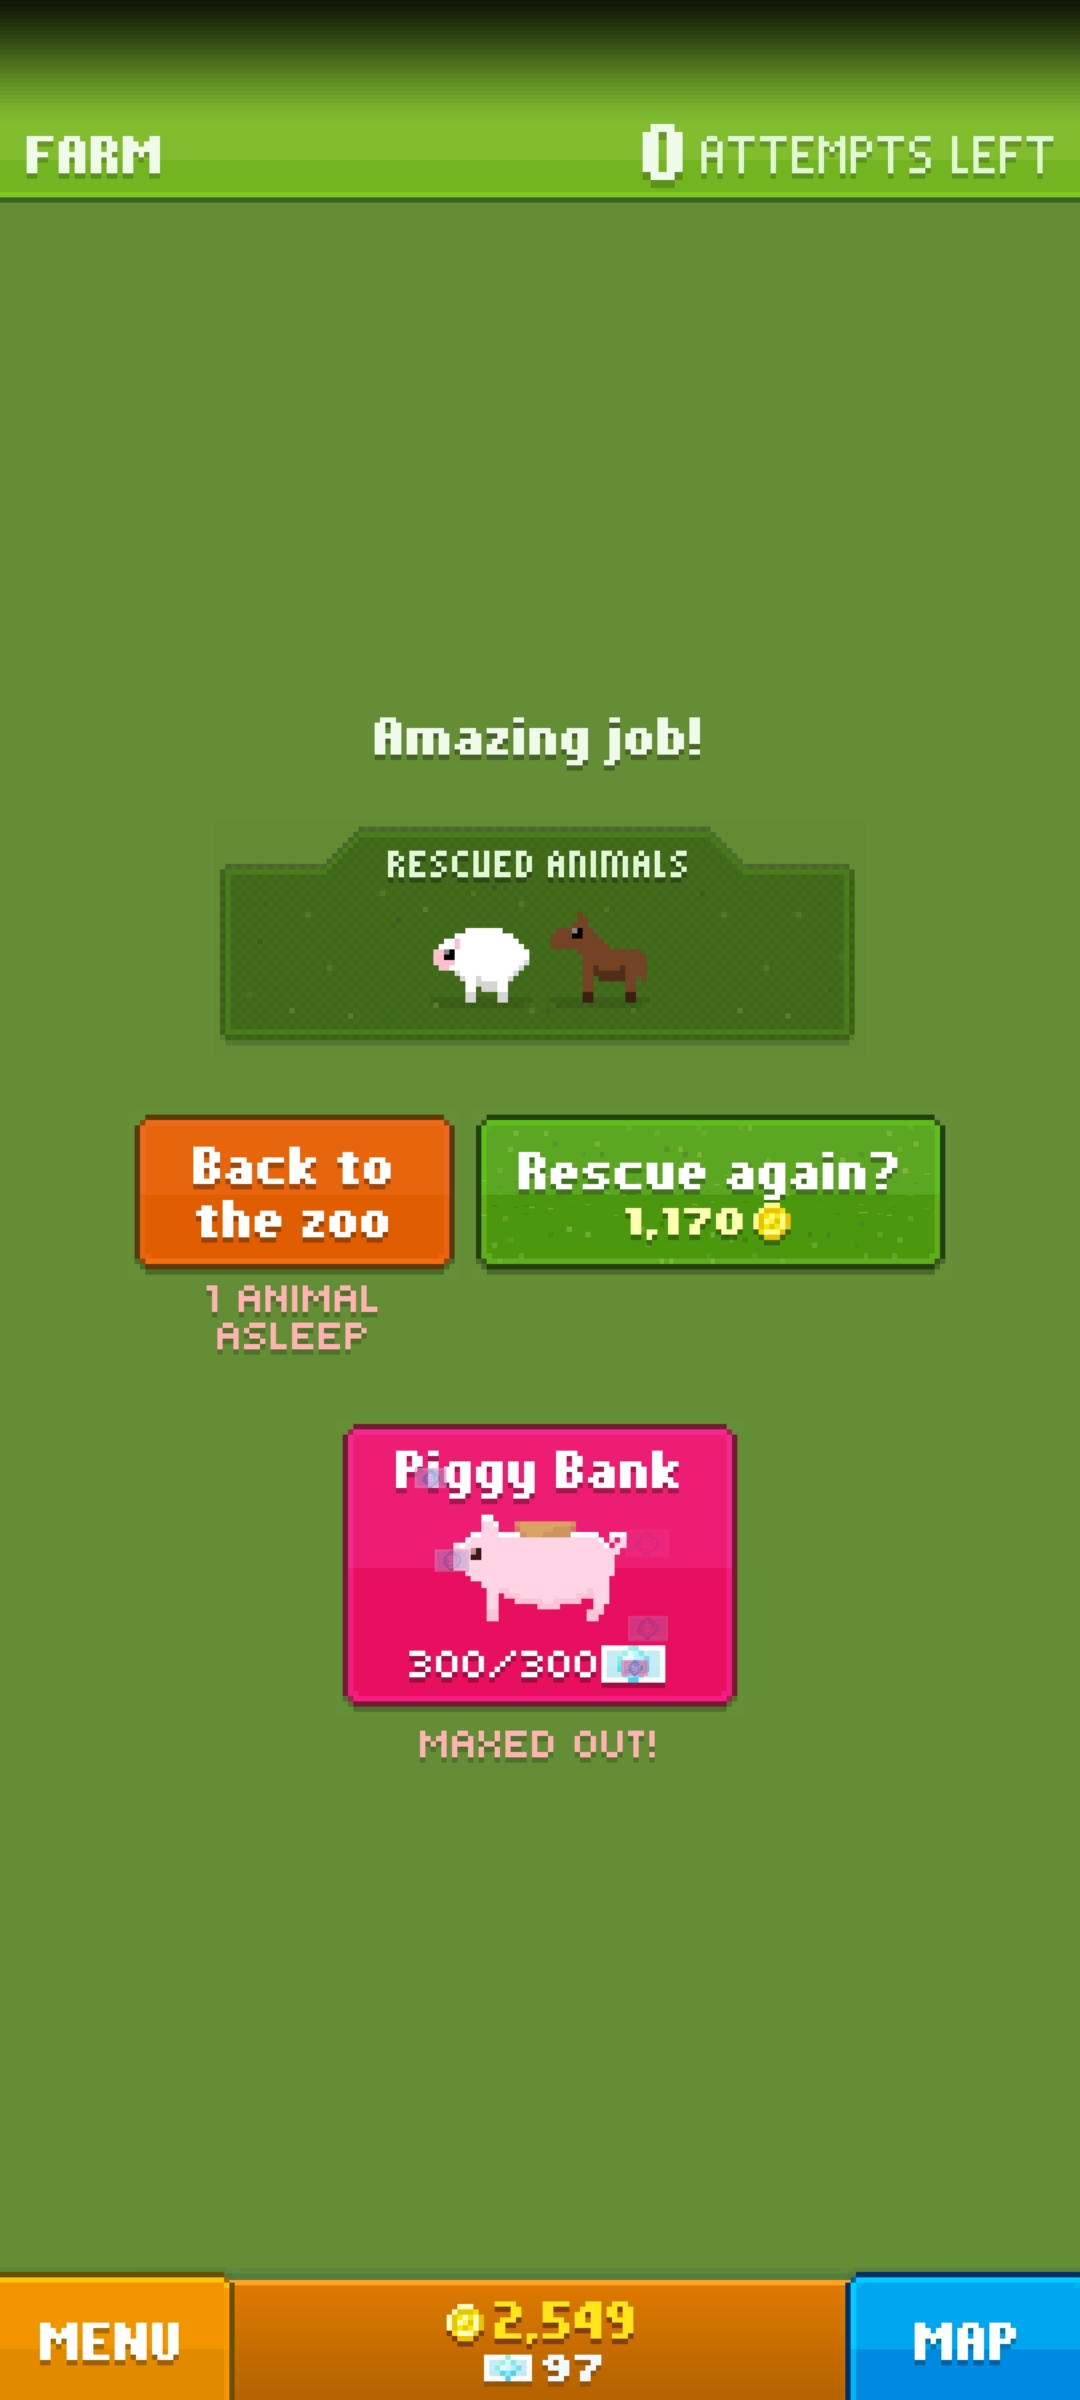 FARM
0 ATTEMPTS LEFT
Amazing job!
RESCUED ANIMALS
Back to
the zoo
Rescue again?
1,170
1 ANIMAL
ASLEEP
Piggy Bank
300/300
MAXED OUT!
MENU
2,549
97
MAP